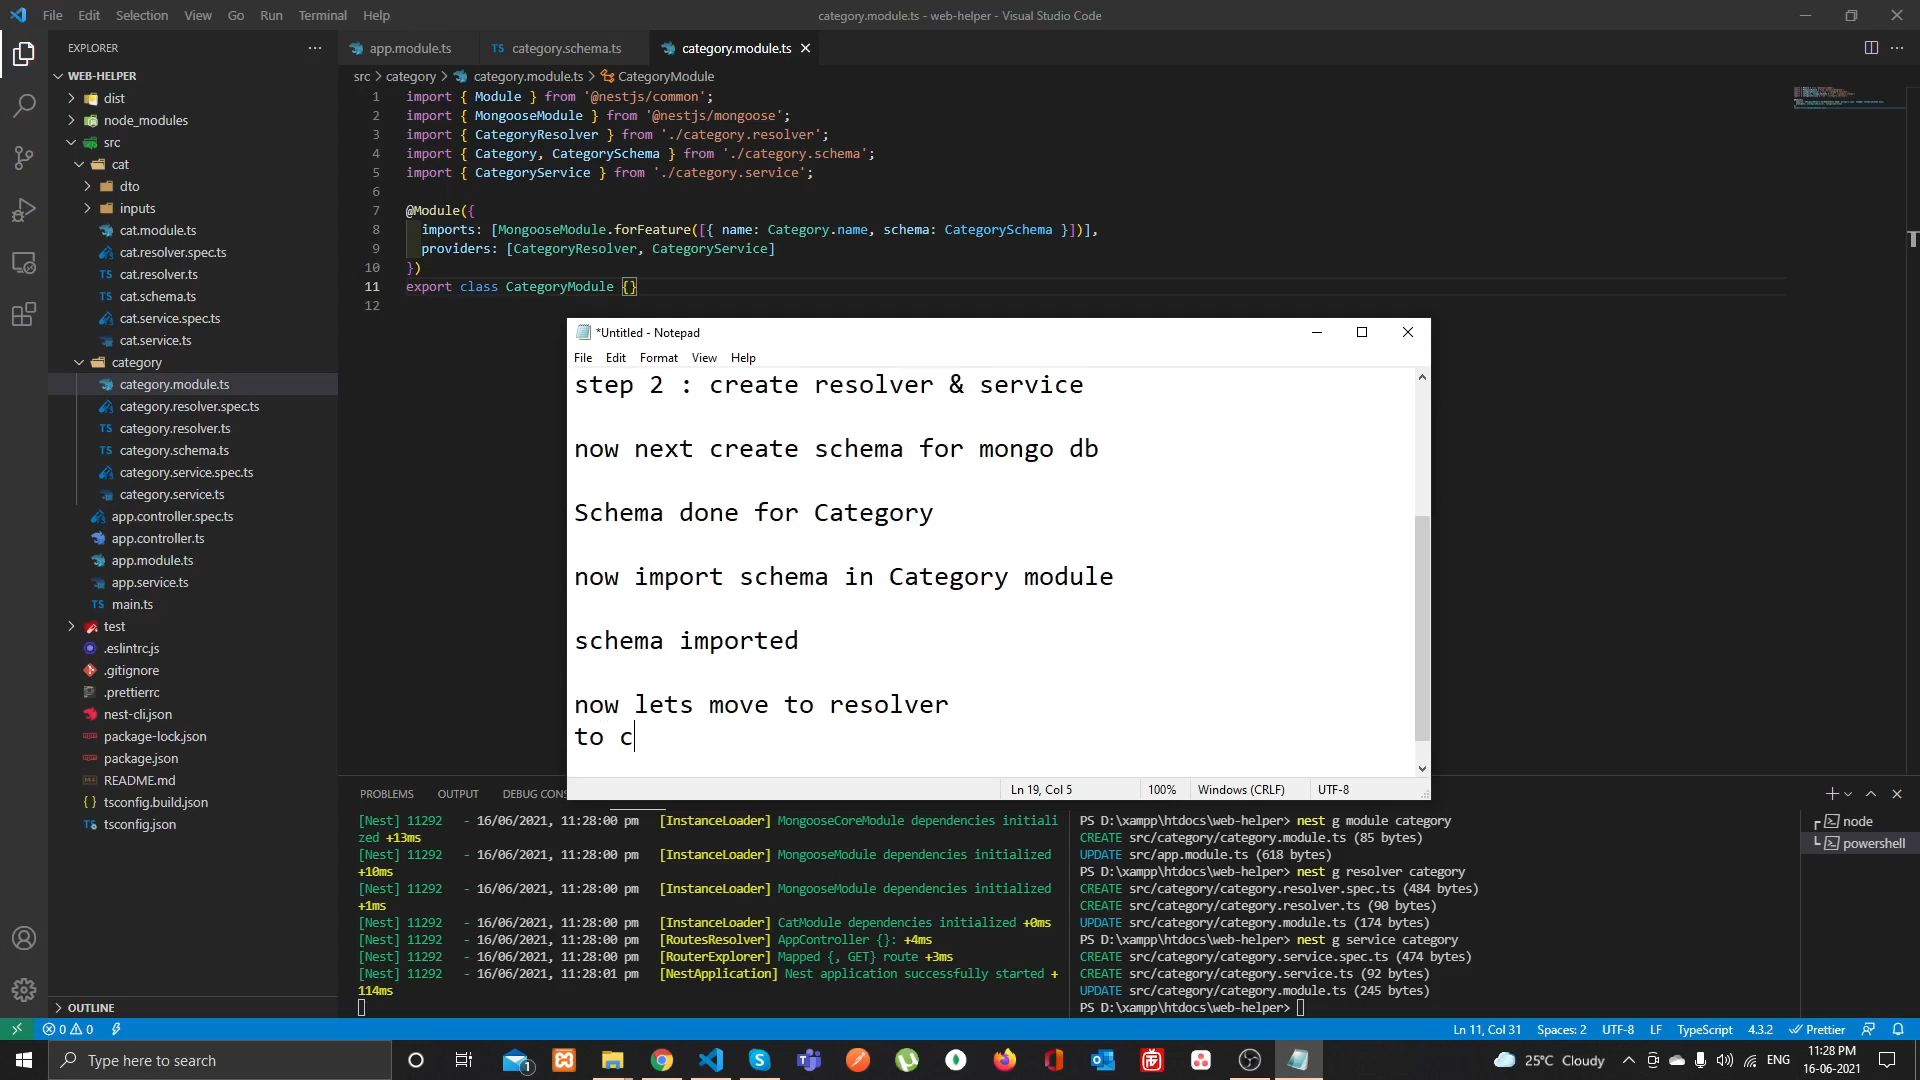 File Edit Selection View Go Run Terminal Help
category.module.ts - web-helper - Visual Studio Code
EXPLORER
WEB-HELPER
dist
node_modules
src
cat
dto
inputs
cat.module.ts
cat.resolver.spec.ts
cat.resolver.ts
cat.schema.ts
cat.service.spec.ts
cat.service.ts
category
category.module.ts
category.resolver.spec.ts
category.resolver.ts
category.schema.ts
category.service.spec.ts
category.service.ts
app.controller.spec.ts
app.controller.ts
app.module.ts
app.service.ts
main.ts
test
.eslintrc.js
.gitignore
.prettierrc
nest-cli.json
package-lock.json
package.json
README.md
tsconfig.build.json
tsconfig.json
OUTLINE
app.module.ts
TS category.schema.ts
category.module.ts
src > category > category.module.ts > CategoryModule
1 import { Module } from '@nestjs/common';
2 import { MongooseModule } from '@nestjs/mongoose';
3 import { CategoryResolver } from './category.resolver';
4 import { Category, CategorySchema } from './category.schema';
5 import { CategoryService } from './category.service';
6
7 @Module({
8 imports: [MongooseModule.forFeature([{ name: Category.name, schema: CategorySchema }])],
9 providers: [CategoryResolver, CategoryService]
10 })
11 export class CategoryModule {}
12
*Untitled - Notepad
File Edit Format View Help
step 2 : create resolver & service
now next create schema for mongo db
Schema done for Category
now import schema in Category module
schema imported
now lets move to resolver
to c
Ln 19, Col 5 100% Windows (CRLF) UTF-8
PROBLEMS OUTPUT DEBUG CONS
[Nest] 11292 - 16/06/2021, 11:28:00 pm [InstanceLoader] MongooseCoreModule dependencies initiali
zed +13ms
[Nest] 11292 - 16/06/2021, 11:28:00 pm [InstanceLoader] MongooseModule dependencies initialized
+10ms
[Nest] 11292 - 16/06/2021, 11:28:00 pm [InstanceLoader] MongooseModule dependencies initialized
+1ms
[Nest] 11292 - 16/06/2021, 11:28:00 pm [InstanceLoader] CatModule dependencies initialized +0ms
[Nest] 11292 - 16/06/2021, 11:28:00 pm [RoutesResolver] AppController {}: +4ms
[Nest] 11292 - 16/06/2021, 11:28:00 pm [RouterExplorer] Mapped {, GET} route +3ms
[Nest] 11292 - 16/06/2021, 11:28:01 pm [NestApplication] Nest application successfully started +
114ms
PS D:\xampp\htdocs\web-helper> nest g module category
CREATE src/category/category.module.ts (85 bytes)
UPDATE src/app.module.ts (618 bytes)
PS D:\xampp\htdocs\web-helper> nest g resolver category
CREATE src/category/category.resolver.spec.ts (484 bytes)
CREATE src/category/category.resolver.ts (90 bytes)
UPDATE src/category/category.module.ts (174 bytes)
PS D:\xampp\htdocs\web-helper> nest g service category
CREATE src/category/category.service.spec.ts (474 bytes)
CREATE src/category/category.service.ts (92 bytes)
UPDATE src/category/category.module.ts (245 bytes)
PS D:\xampp\htdocs\web-helper>
node
powershell
0 0
Ln 11, Col 31 Spaces: 2 UTF-8 LF TypeScript 4.3.2 Prettier
Type here to search
1
25°C Cloudy
ENG
11:28 PM
16-06-2021